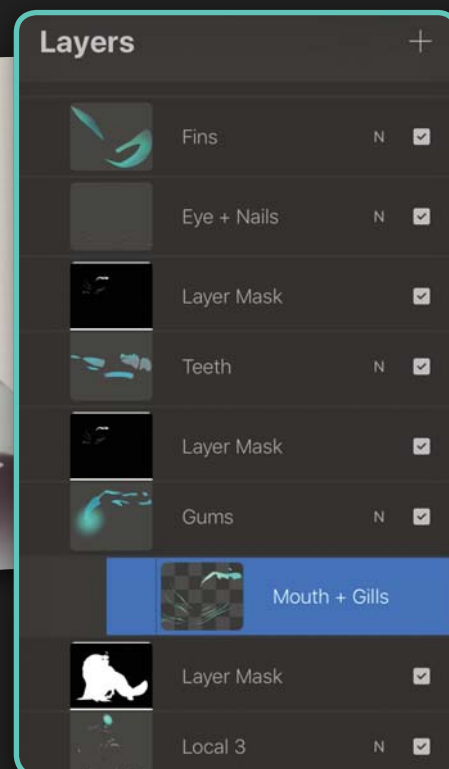 Layers +
Fins N
Eye + Nails N
Layer Mask
Teeth N
Layer Mask
Gums N
Mouth + Gills
Layer Mask
Local 3 N